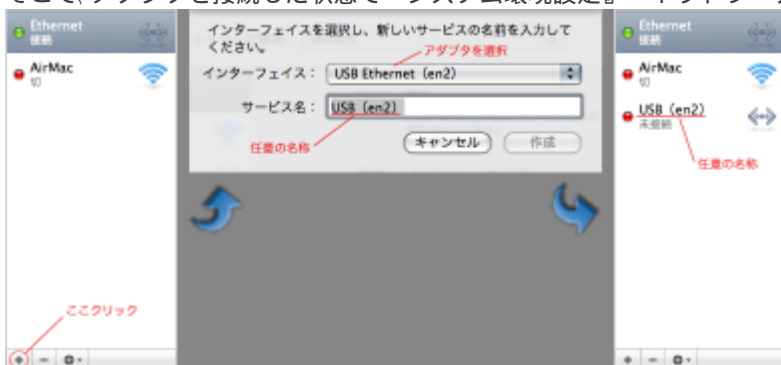 Ethernet
接続
AirMac
切
ここクリック
インターフェイスを選択し、新しいサービスの名前を入力して
ください。
アダプタを選択
インターフェイス： USB Ethernet (en2)
サービス名： USB (en2)
任意の名称
キャンセル
作成
Ethernet
接続
AirMac
切
USB (en2)
未接続
任意の名称